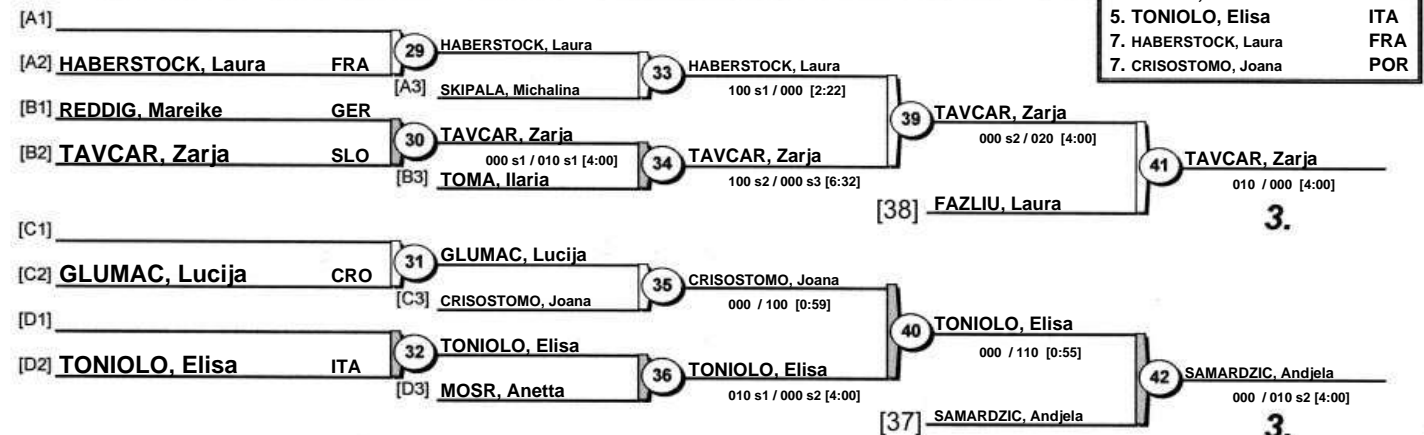 5. TONIOLO, Elisa ITA
7. HABERSTOCK, Laura FRA
7. CRISOSTOMO, Joana POR
[A1]
[A2] HABERSTOCK, Laura FRA
29
HABERSTOCK, Laura
[A3] SKIPALA, Michalina
33
HABERSTOCK, Laura
100 s1 / 000 [2:22]
[B1] REDDIG, Mareike GER
[B2] TAVCAR, Zarja SLO
30
TAVCAR, Zarja
000 s1 / 010 s1 [4:00]
[B3] TOMA, Ilaria
34
TAVCAR, Zarja
100 s2 / 000 s3 [6:32]
39
TAVCAR, Zarja
000 s2 / 020 [4:00]
[38] FAZLIU, Laura
41
TAVCAR, Zarja
010 / 000 [4:00]
3.
[C1]
[C2] GLUMAC, Lucija CRO
31
GLUMAC, Lucija
[C3] CRISOSTOMO, Joana
35
CRISOSTOMO, Joana
000 / 100 [0:59]
[D1]
[D2] TONIOLO, Elisa ITA
32
TONIOLO, Elisa
[D3] MOSR, Anetta
36
TONIOLO, Elisa
010 s1 / 000 s2 [4:00]
40
TONIOLO, Elisa
000 / 110 [0:55]
[37] SAMARDZIC, Andjela
42
SAMARDZIC, Andjela
000 / 010 s2 [4:00]
3.